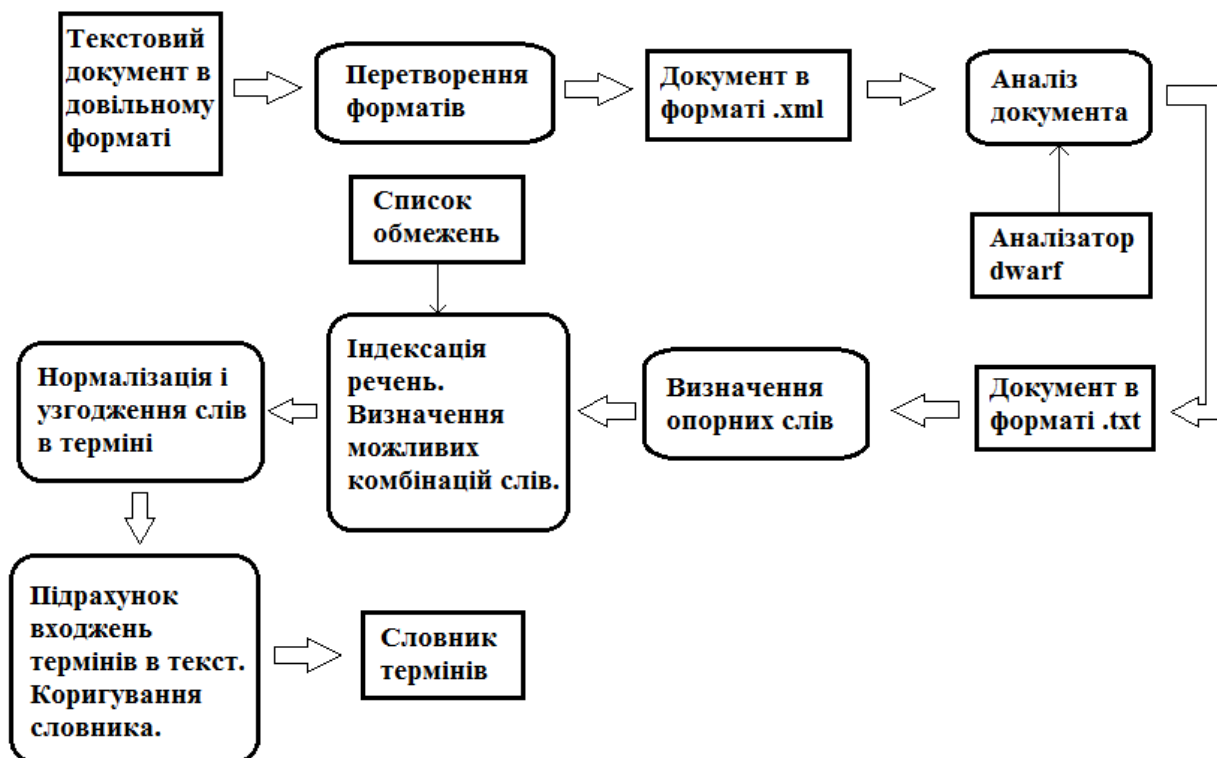 Текстовий
документ в
довільному
форматі
Перетворення
форматів
Документ в
форматі .xml
Аналіз
документа
Список
обмежень
Аналізатор
dwarf
Нормалізація і
узгодження слів
в терміні
Індексація
речень.
Визначення
можливих
комбінацій слів.
Визначення
опорних слів
Документ в
форматі .txt
Підрахунок
входжень
термінів в текст.
Коригування
словника.
Словник
термінів